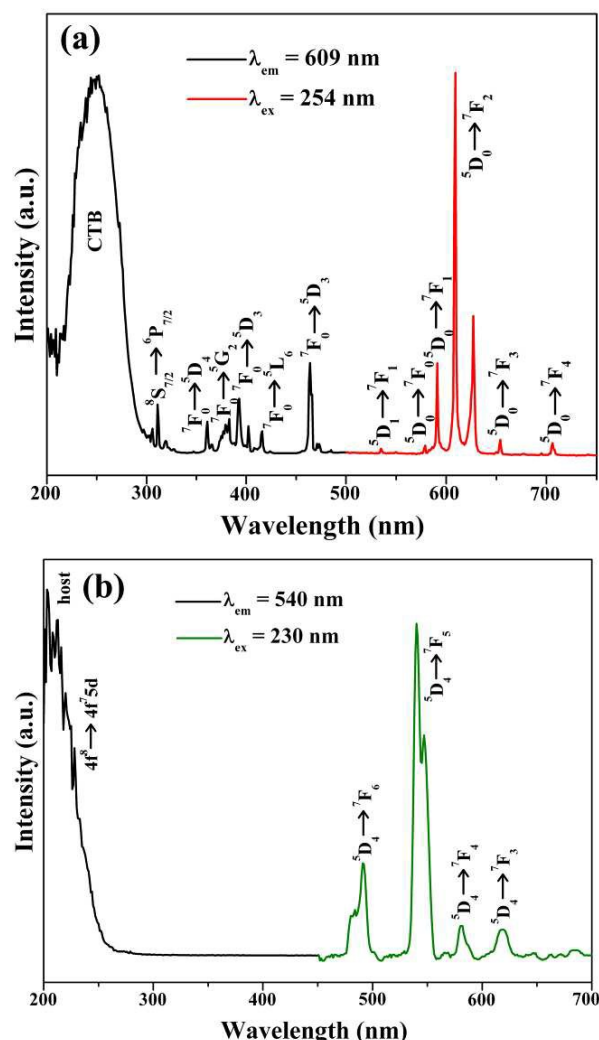 (a)
λem = 609 nm
λex = 254 nm
Intensity (a.u.)
CTB
⁸S7/2→⁶P7/2
⁷F0→⁵D4
⁷F0→⁵G2
⁷F0→⁵D3
⁷F0→⁵L6
⁷F0→⁵D3
⁵D1→⁷F1
⁵D0→⁷F0
⁵D0→⁷F1
⁵D0→⁷F2
⁵D0→⁷F3
⁵D0→⁷F4
200 300 400 500 600 700
Wavelength (nm)
(b)
λem = 540 nm
λex = 230 nm
Intensity (a.u.)
host
4f⁸→4f⁷5d
⁵D4→⁷F6
⁵D4→⁷F5
⁵D4→⁷F4
⁵D4→⁷F3
200 300 400 500 600 700
Wavelength (nm)